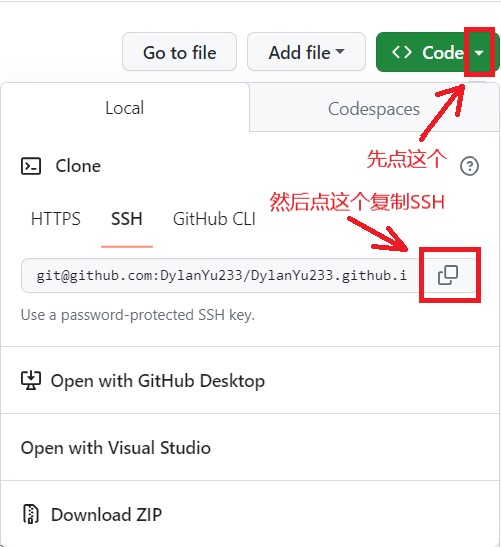 Go to file Add file Code
Local Codespaces
先点这个
Clone
然后点这个复制SSH
HTTPS SSH GitHub CLI
git@github.com:DylanYu233/DylanYu233.github.i
Use a password-protected SSH key.
Open with GitHub Desktop
Open with Visual Studio
Download ZIP